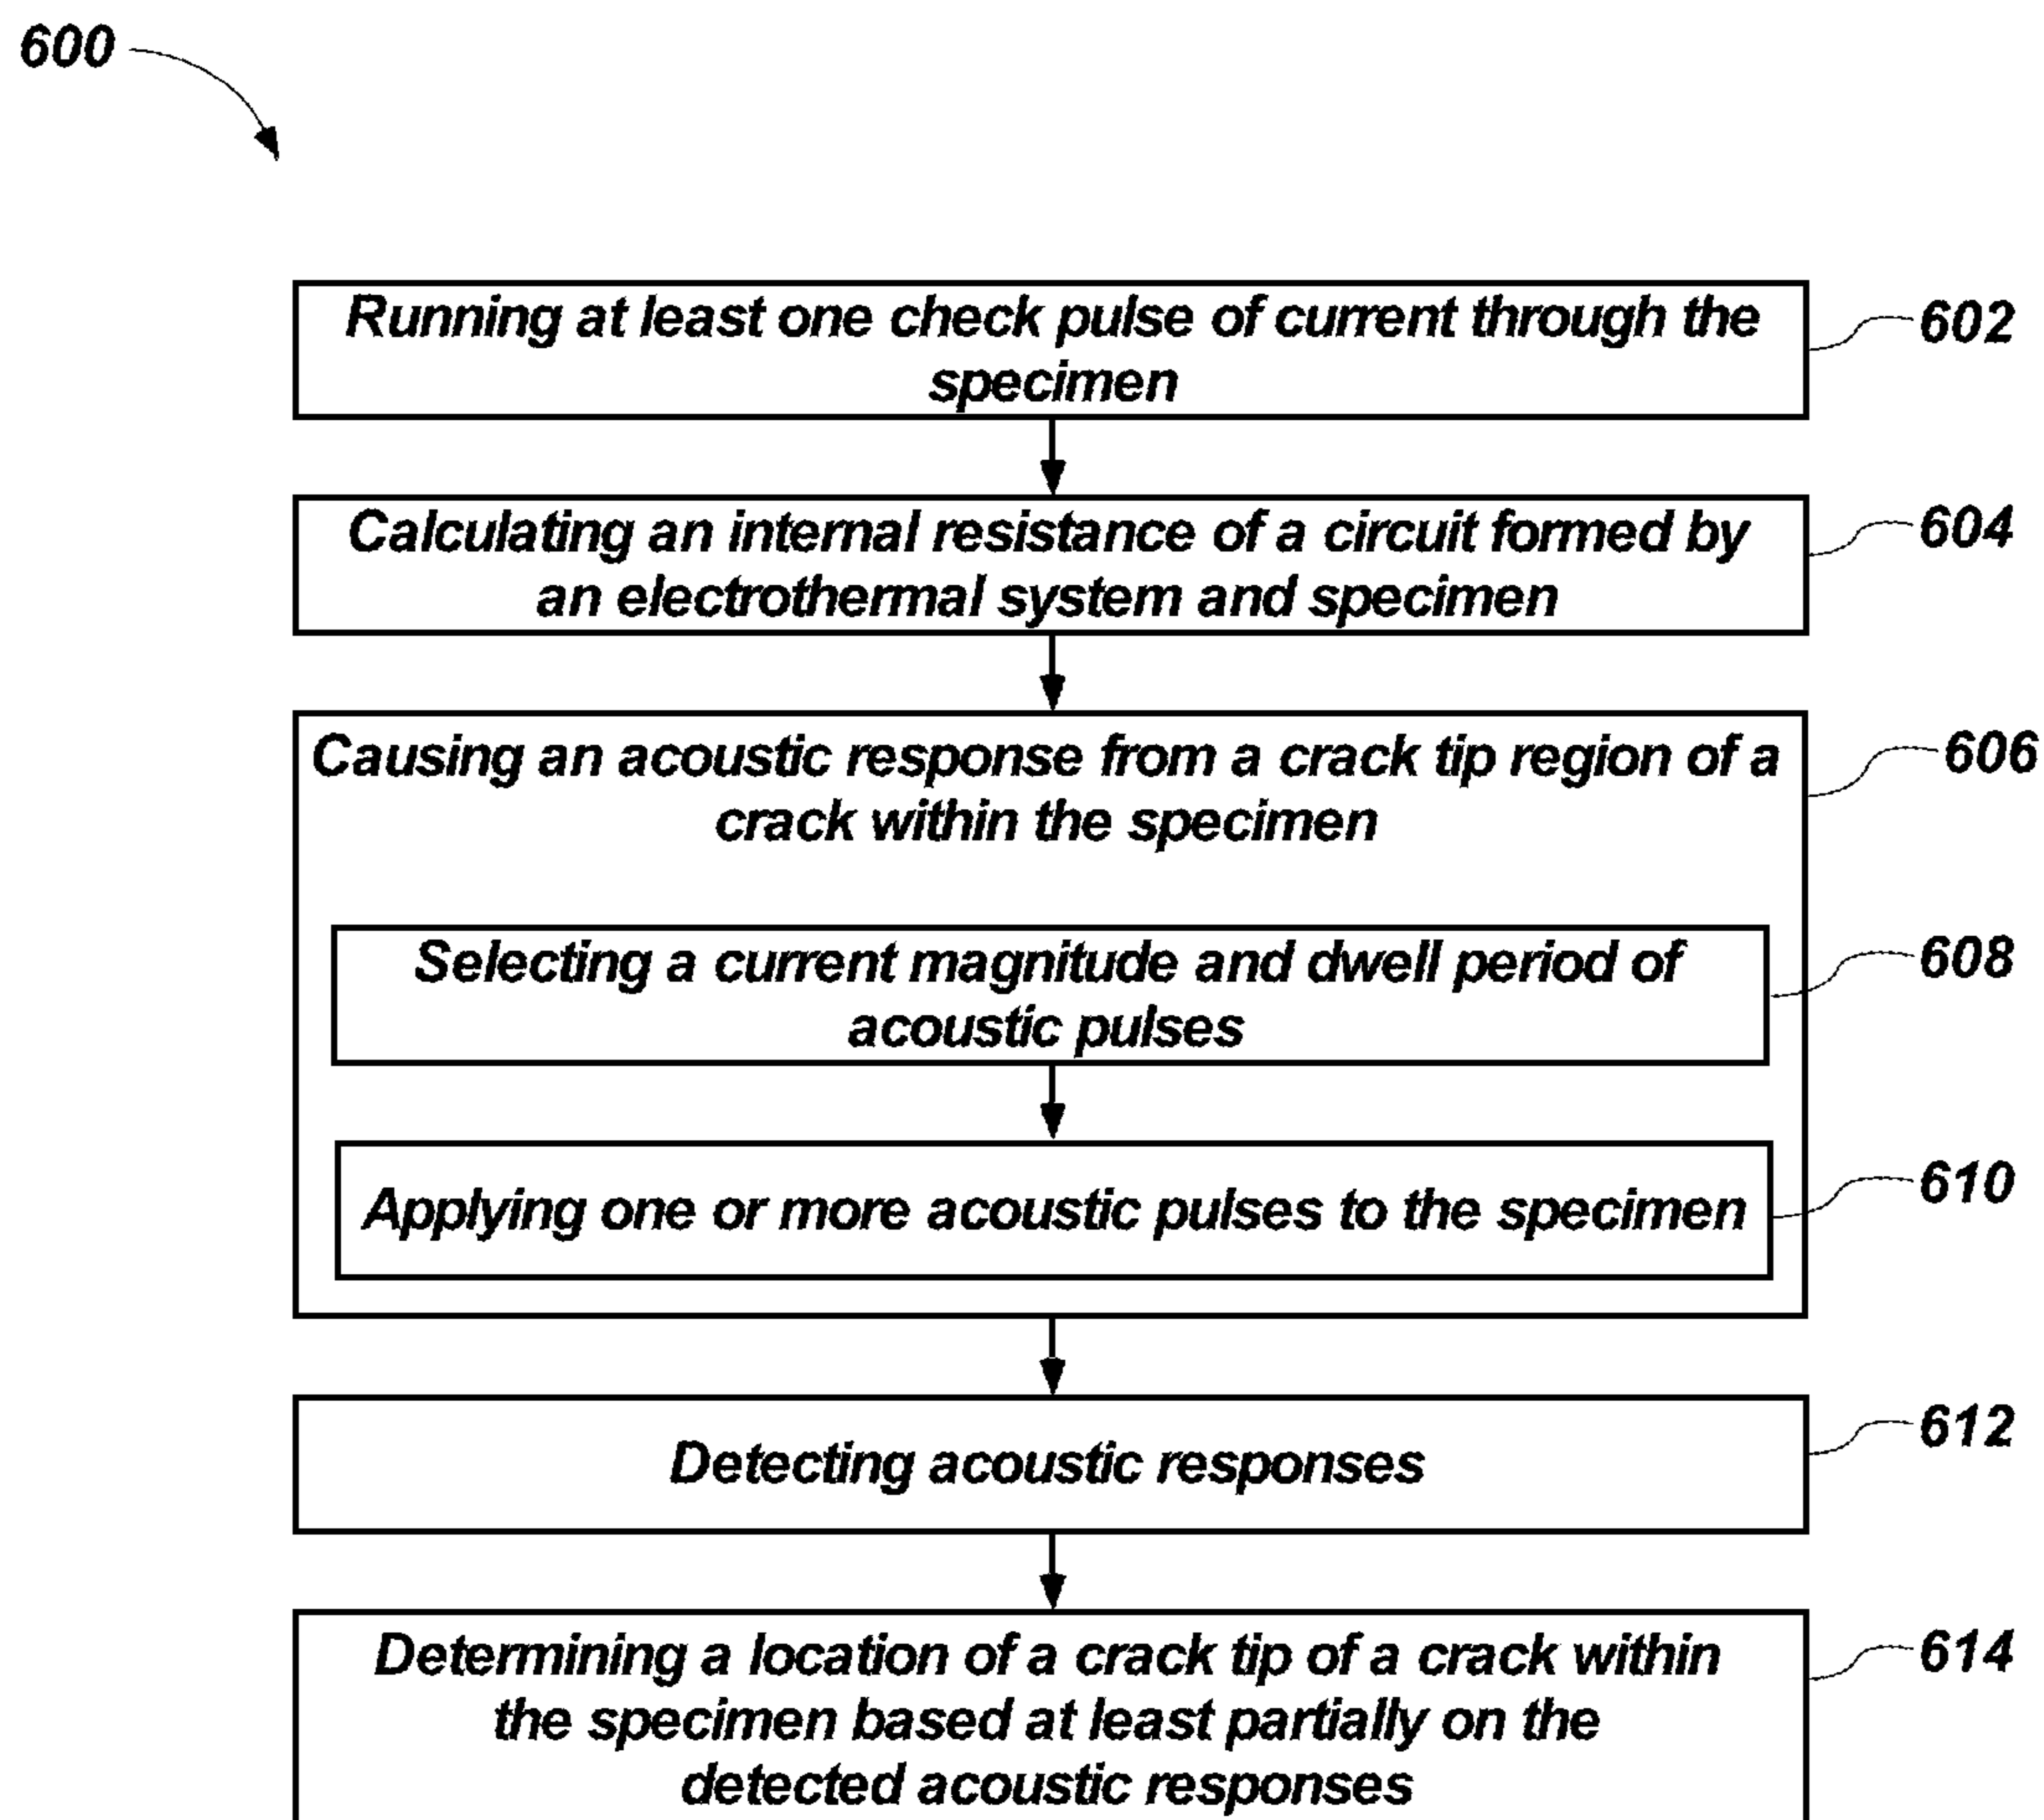 600
Running at least one check pulse of current through the
specimen
602
Calculating an internal resistance of a circuit formed by
an electrothermal system and specimen
604
Causing an acoustic response from a crack tip region of a
crack within the specimen
606
Selecting a current magnitude and dwell period of
acoustic pulses
608
Applying one or more acoustic pulses to the specimen
610
Detecting acoustic responses
612
Determining a location of a crack tip of a crack within
the specimen based at least partially on the
detected acoustic responses
614